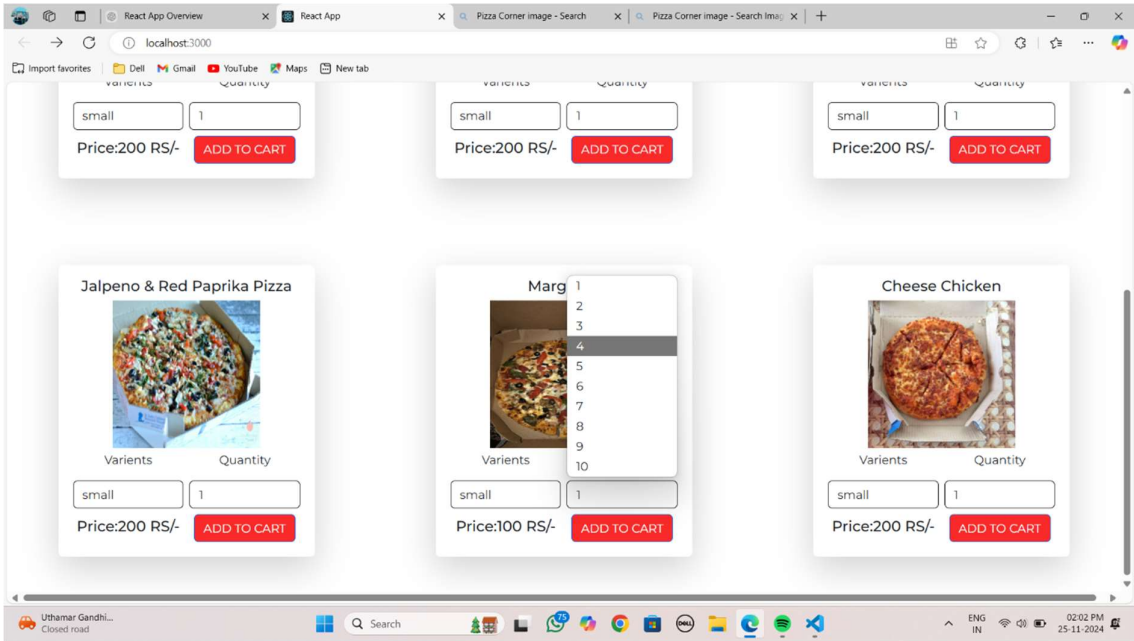 React App Overview
React App
Pizza Corner image - Search
Pizza Corner image - Search Imag
localhost:3000
Import favorites
Dell
Gmail
YouTube
Maps
New tab
Varients Quantity
Varients Quantity
Varients Quantity
small 1
small 1
small 1
Price:200 RS/- ADD TO CART
Price:200 RS/- ADD TO CART
Price:200 RS/- ADD TO CART
Jalpeno & Red Paprika Pizza
Varients Quantity
small 1
Price:200 RS/- ADD TO CART
Marg
1
2
3
4
5
6
7
8
9
10
Varients
small 1
Price:100 RS/- ADD TO CART
Cheese Chicken
Varients Quantity
small 1
Price:200 RS/- ADD TO CART
Uthamar Gandhi...
Closed road
Search
75
DELL
ENG
IN
02:02 PM
25-11-2024